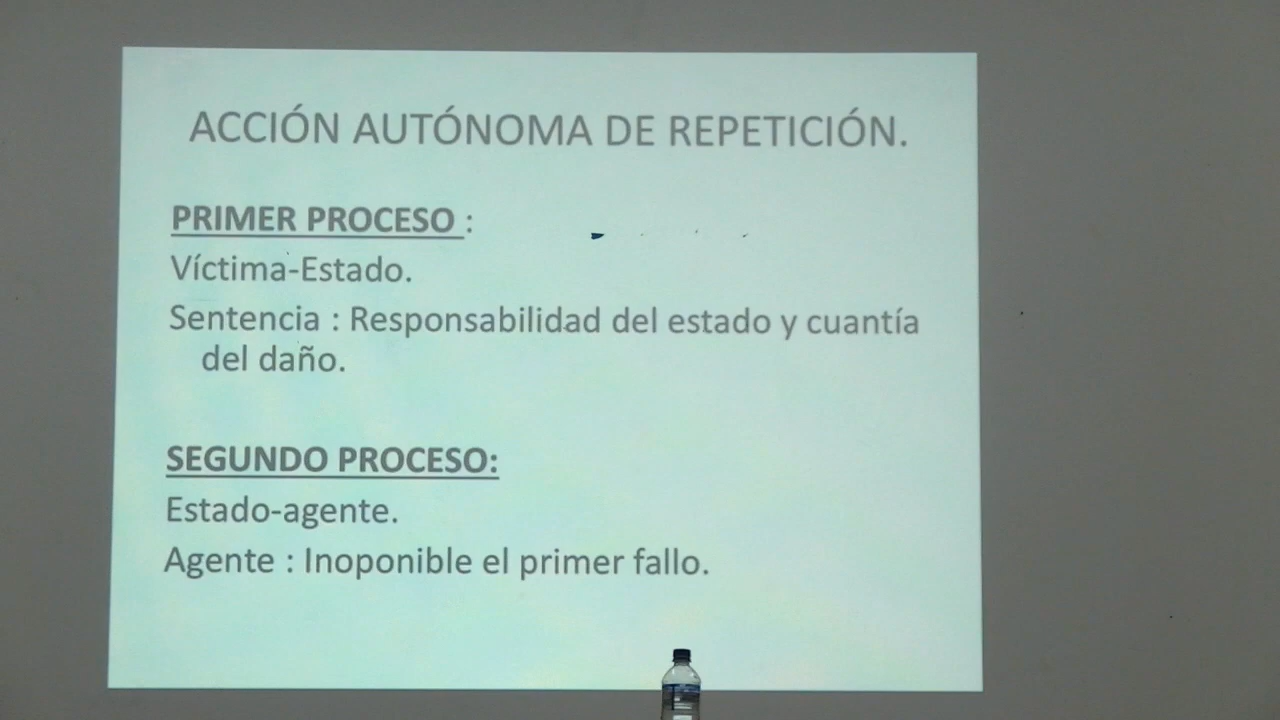 ACCIÓN AUTÓNOMA DE REPETICIÓN.
PRIMER PROCESO :
Víctima-Estado.
Sentencia : Responsabilidad del estado y cuantía
del daño.
SEGUNDO PROCESO:
Estado-agente.
Agente : Inoponible el primer fallo.